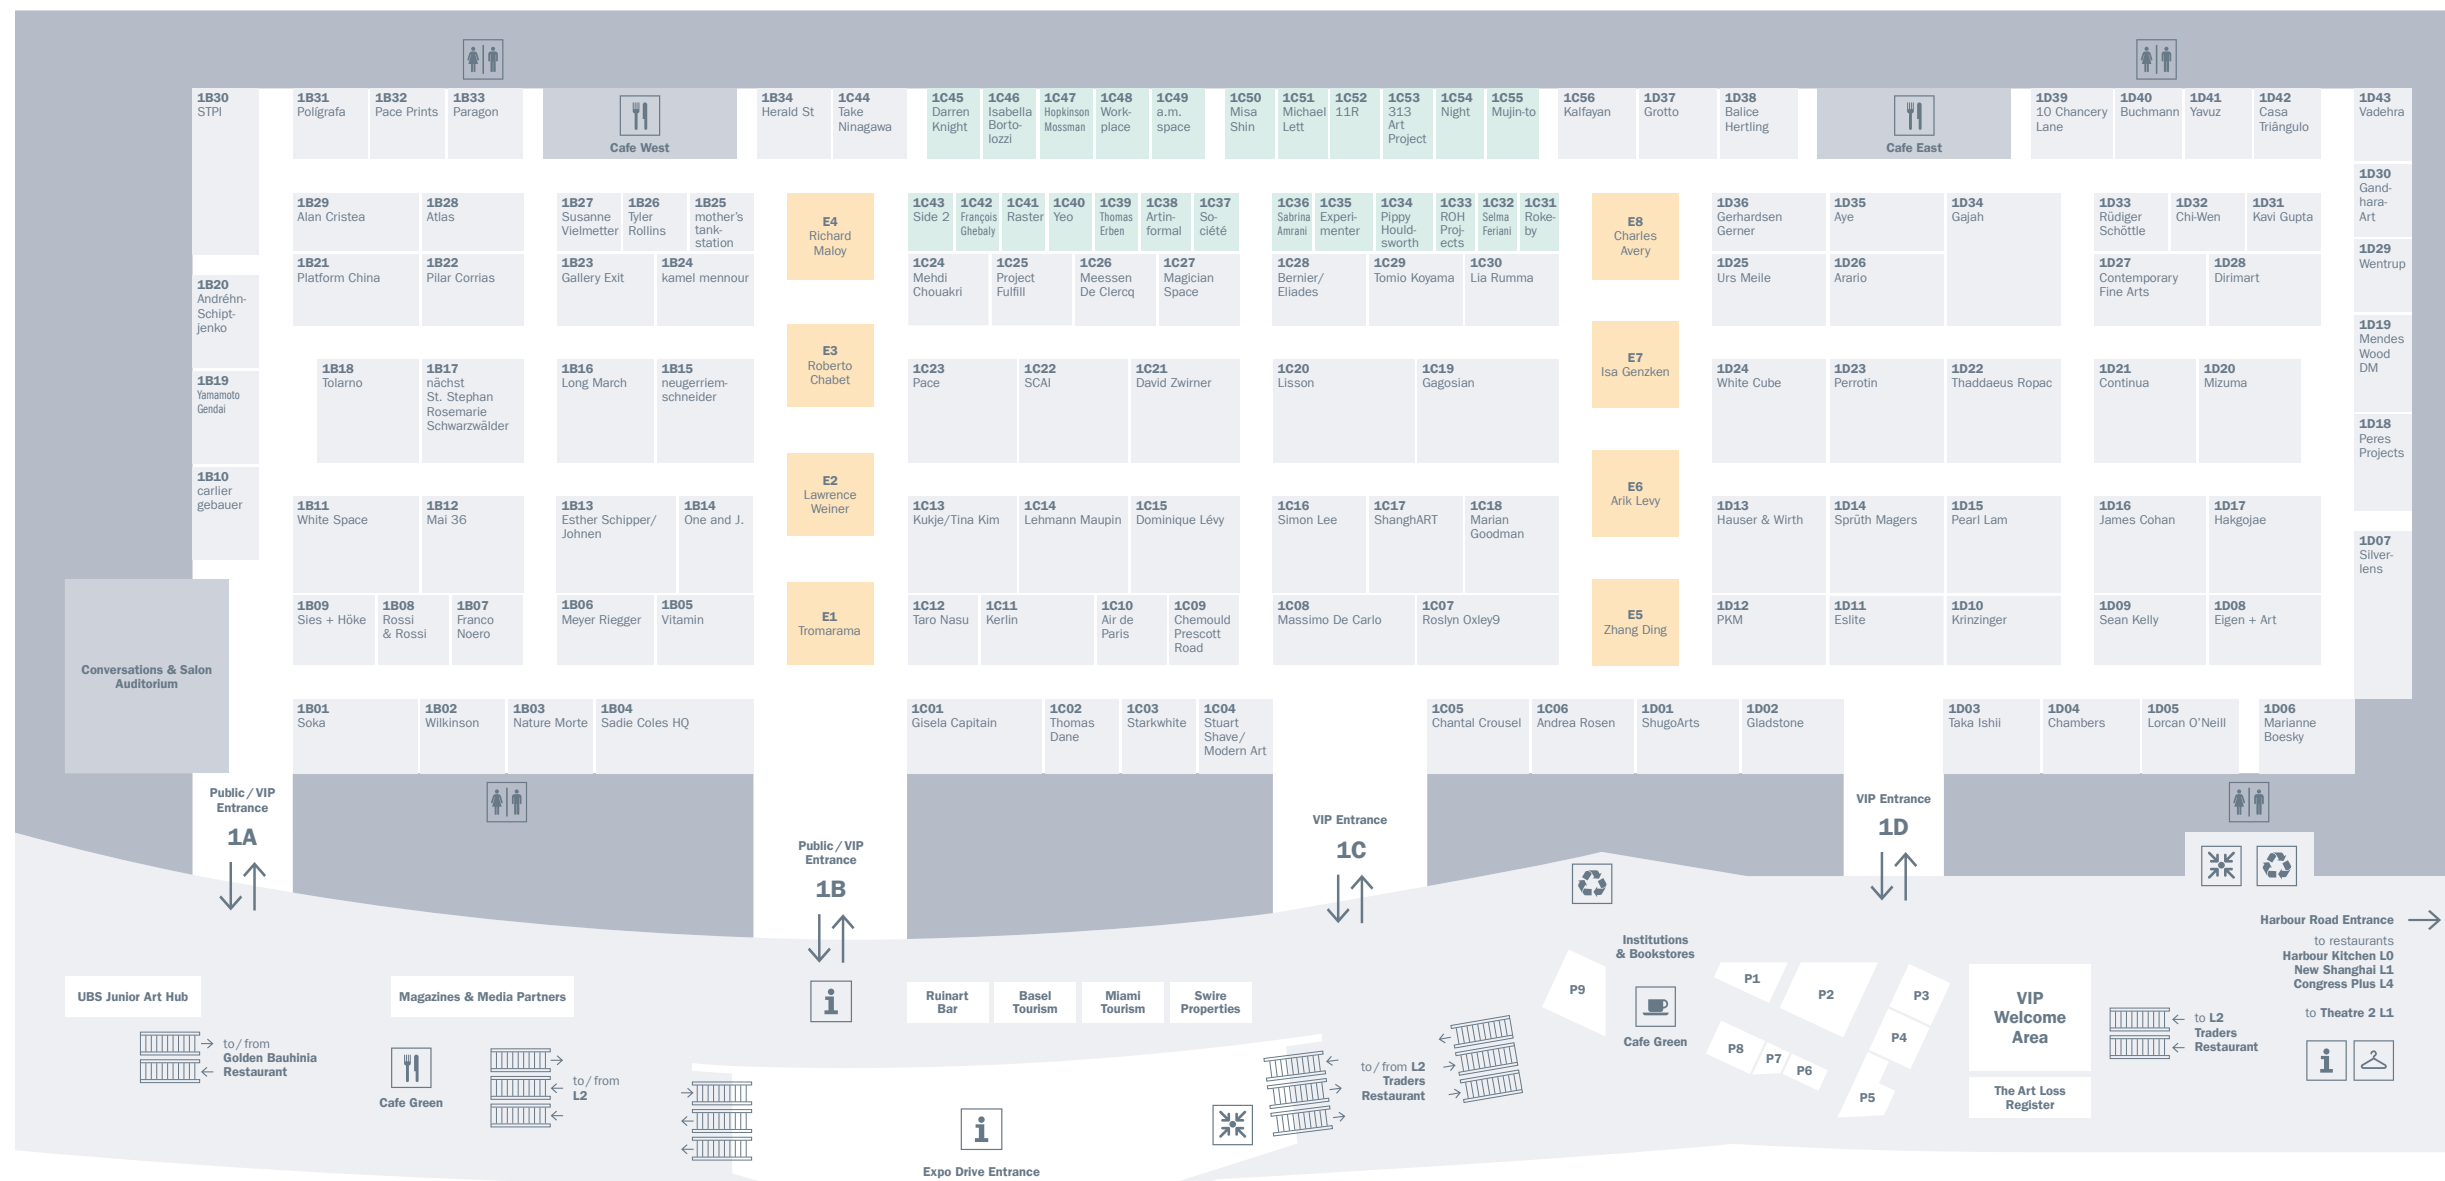 1B30
STPI
1B31
Polígrafa
1B32
Pace Prints
1B33
Paragon
Cafe West
1B34
Herald St
1C44
Take
Ninagawa
1C45
Darren
Knight
1C46
Isabella
Borto-
lozzi
1C47
Hopkinson
Mossman
1C48
Work-
place
1C49
a.m.
space
1C50
Misa
Shin
1C51
Michael
Lett
1C52
11R
1C53
313
Art
Project
1C54
Night
1C55
Mujin-to
1C56
Kalfayan
1D37
Grotto
1D38
Balice
Hertling
Cafe East
1D39
10 Chancery
Lane
1D40
Buchmann
1D41
Yavuz
1D42
Casa
Triângulo
1D43
Vadehra
1B29
Alan Cristea
1B28
Atlas
1B27
Susanne
Vielmetter
1B26
Tyler
Rollins
1B25
mother's
tank-
station
E4
Richard
Maloy
1C43
Side 2
1C42
François
Ghebaly
1C41
Raster
1C40
Yeo
1C39
Thomas
Erben
1C38
Artin-
formal
1C37
So-
ciété
1C36
Sabrina
Amrani
1C35
Experi-
menter
1C34
Pippy
Hould-
sworth
1C33
ROH
Proj-
ects
1C32
Selma
Feriani
1C31
Roke-
by
E8
Charles
Avery
1D36
Gerhardsen
Gerner
1D35
Aye
1D34
Gajah
1D33
Rüdiger
Schöttle
1D32
Chi-Wen
1D31
Kavi Gupta
1D30
Gand-
hara-
Art
1B21
Platform China
1B22
Pilar Corrias
1B23
Gallery Exit
1B24
kamel mennour
1C24
Mehdi
Chouakri
1C25
Project
Fulfill
1C26
Meessen
De Clercq
1C27
Magician
Space
1C28
Bernier/
Eliades
1C29
Tomio Koyama
1C30
Lia Rumma
1D25
Urs Meile
1D26
Arario
1D27
Contemporary
Fine Arts
1D28
Dirimart
1D29
Wentrup
1B20
Andréhn-
Schipt-
jenko
E3
Roberto
Chabet
E7
Isa Genzken
1D19
Mendes
Wood
DM
1B19
Yamamoto
Gendai
1B18
Tolarno
1B17
nächst
St. Stephan
Rosemarie
Schwarzwälder
1B16
Long March
1B15
neugerriem-
schneider
1C23
Pace
1C22
SCAI
1C21
David Zwirner
1C20
Lisson
1C19
Gagosian
1D24
White Cube
1D23
Perrotin
1D22
Thaddaeus Ropac
1D21
Continua
1D20
Mizuma
1D18
Peres
Projects
1B10
carlier
gebauer
E2
Lawrence
Weiner
E6
Arik Levy
1B11
White Space
1B12
Mai 36
1B13
Esther Schipper/
Johnen
1B14
One and J.
1C13
Kukje/Tina Kim
1C14
Lehmann Maupin
1C15
Dominique Lévy
1C16
Simon Lee
1C17
ShanghART
1C18
Marian
Goodman
1D13
Hauser & Wirth
1D14
Sprüth Magers
1D15
Pearl Lam
1D16
James Cohan
1D17
Hakgojae
1D07
Silver-
lens
1B09
Sies + Höke
1B08
Rossi
& Rossi
1B07
Franco
Noero
1B06
Meyer Riegger
1B05
Vitamin
E1
Tromarama
1C12
Taro Nasu
1C11
Kerlin
1C10
Air de
Paris
1C09
Chemould
Prescott
Road
1C08
Massimo De Carlo
1C07
Roslyn Oxley9
E5
Zhang Ding
1D12
PKM
1D11
Eslite
1D10
Krinzinger
1D09
Sean Kelly
1D08
Eigen + Art
Conversations & Salon
Auditorium
1B01
Soka
1B02
Wilkinson
1B03
Nature Morte
1B04
Sadie Coles HQ
1C01
Gisela Capitain
1C02
Thomas
Dane
1C03
Starkwhite
1C04
Stuart
Shave/
Modern Art
1C05
Chantal Crousel
1C06
Andrea Rosen
1D01
ShugoArts
1D02
Gladstone
1D03
Taka Ishii
1D04
Chambers
1D05
Lorcan O'Neill
1D06
Marianne
Boesky
Public / VIP
Entrance
1A
Public / VIP
Entrance
1B
VIP Entrance
1C
VIP Entrance
1D
Harbour Road Entrance
to restaurants
Harbour Kitchen L0
New Shanghai L1
Congress Plus L4
to Theatre 2 L1
UBS Junior Art Hub
Magazines & Media Partners
i
Ruinart
Bar
Basel
Tourism
Miami
Tourism
Swire
Properties
Institutions
& Bookstores
P9
P1
P2
P3
P4
P8
P7
P6
P5
Cafe Green
VIP
Welcome
Area
The Art Loss
Register
to L2
Traders
Restaurant
i
to / from
Golden Bauhinia
Restaurant
Cafe Green
to / from
L2
i
Expo Drive Entrance
to / from L2
Traders
Restaurant